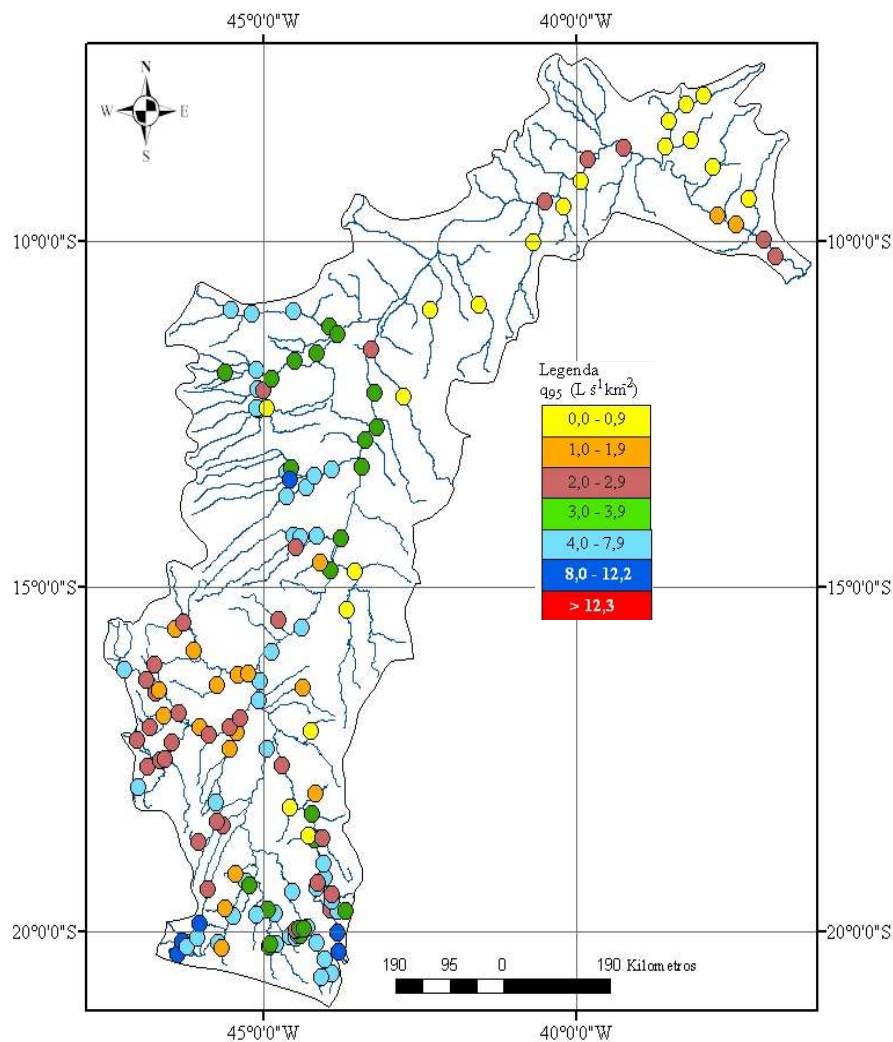 45°0'0"W 40°0'0"W
N
W E
S
10°0'0"S 10°0'0"S
Legenda
q95 (L s-1km-2)
0,0 - 0,9
1,0 - 1,9
2,0 - 2,9
3,0 - 3,9
4,0 - 7,9
8,0 - 12,2
> 12,3
15°0'0"S 15°0'0"S
20°0'0"S 20°0'0"S
190 95 0 190 Kilometros
45°0'0"W 40°0'0"W